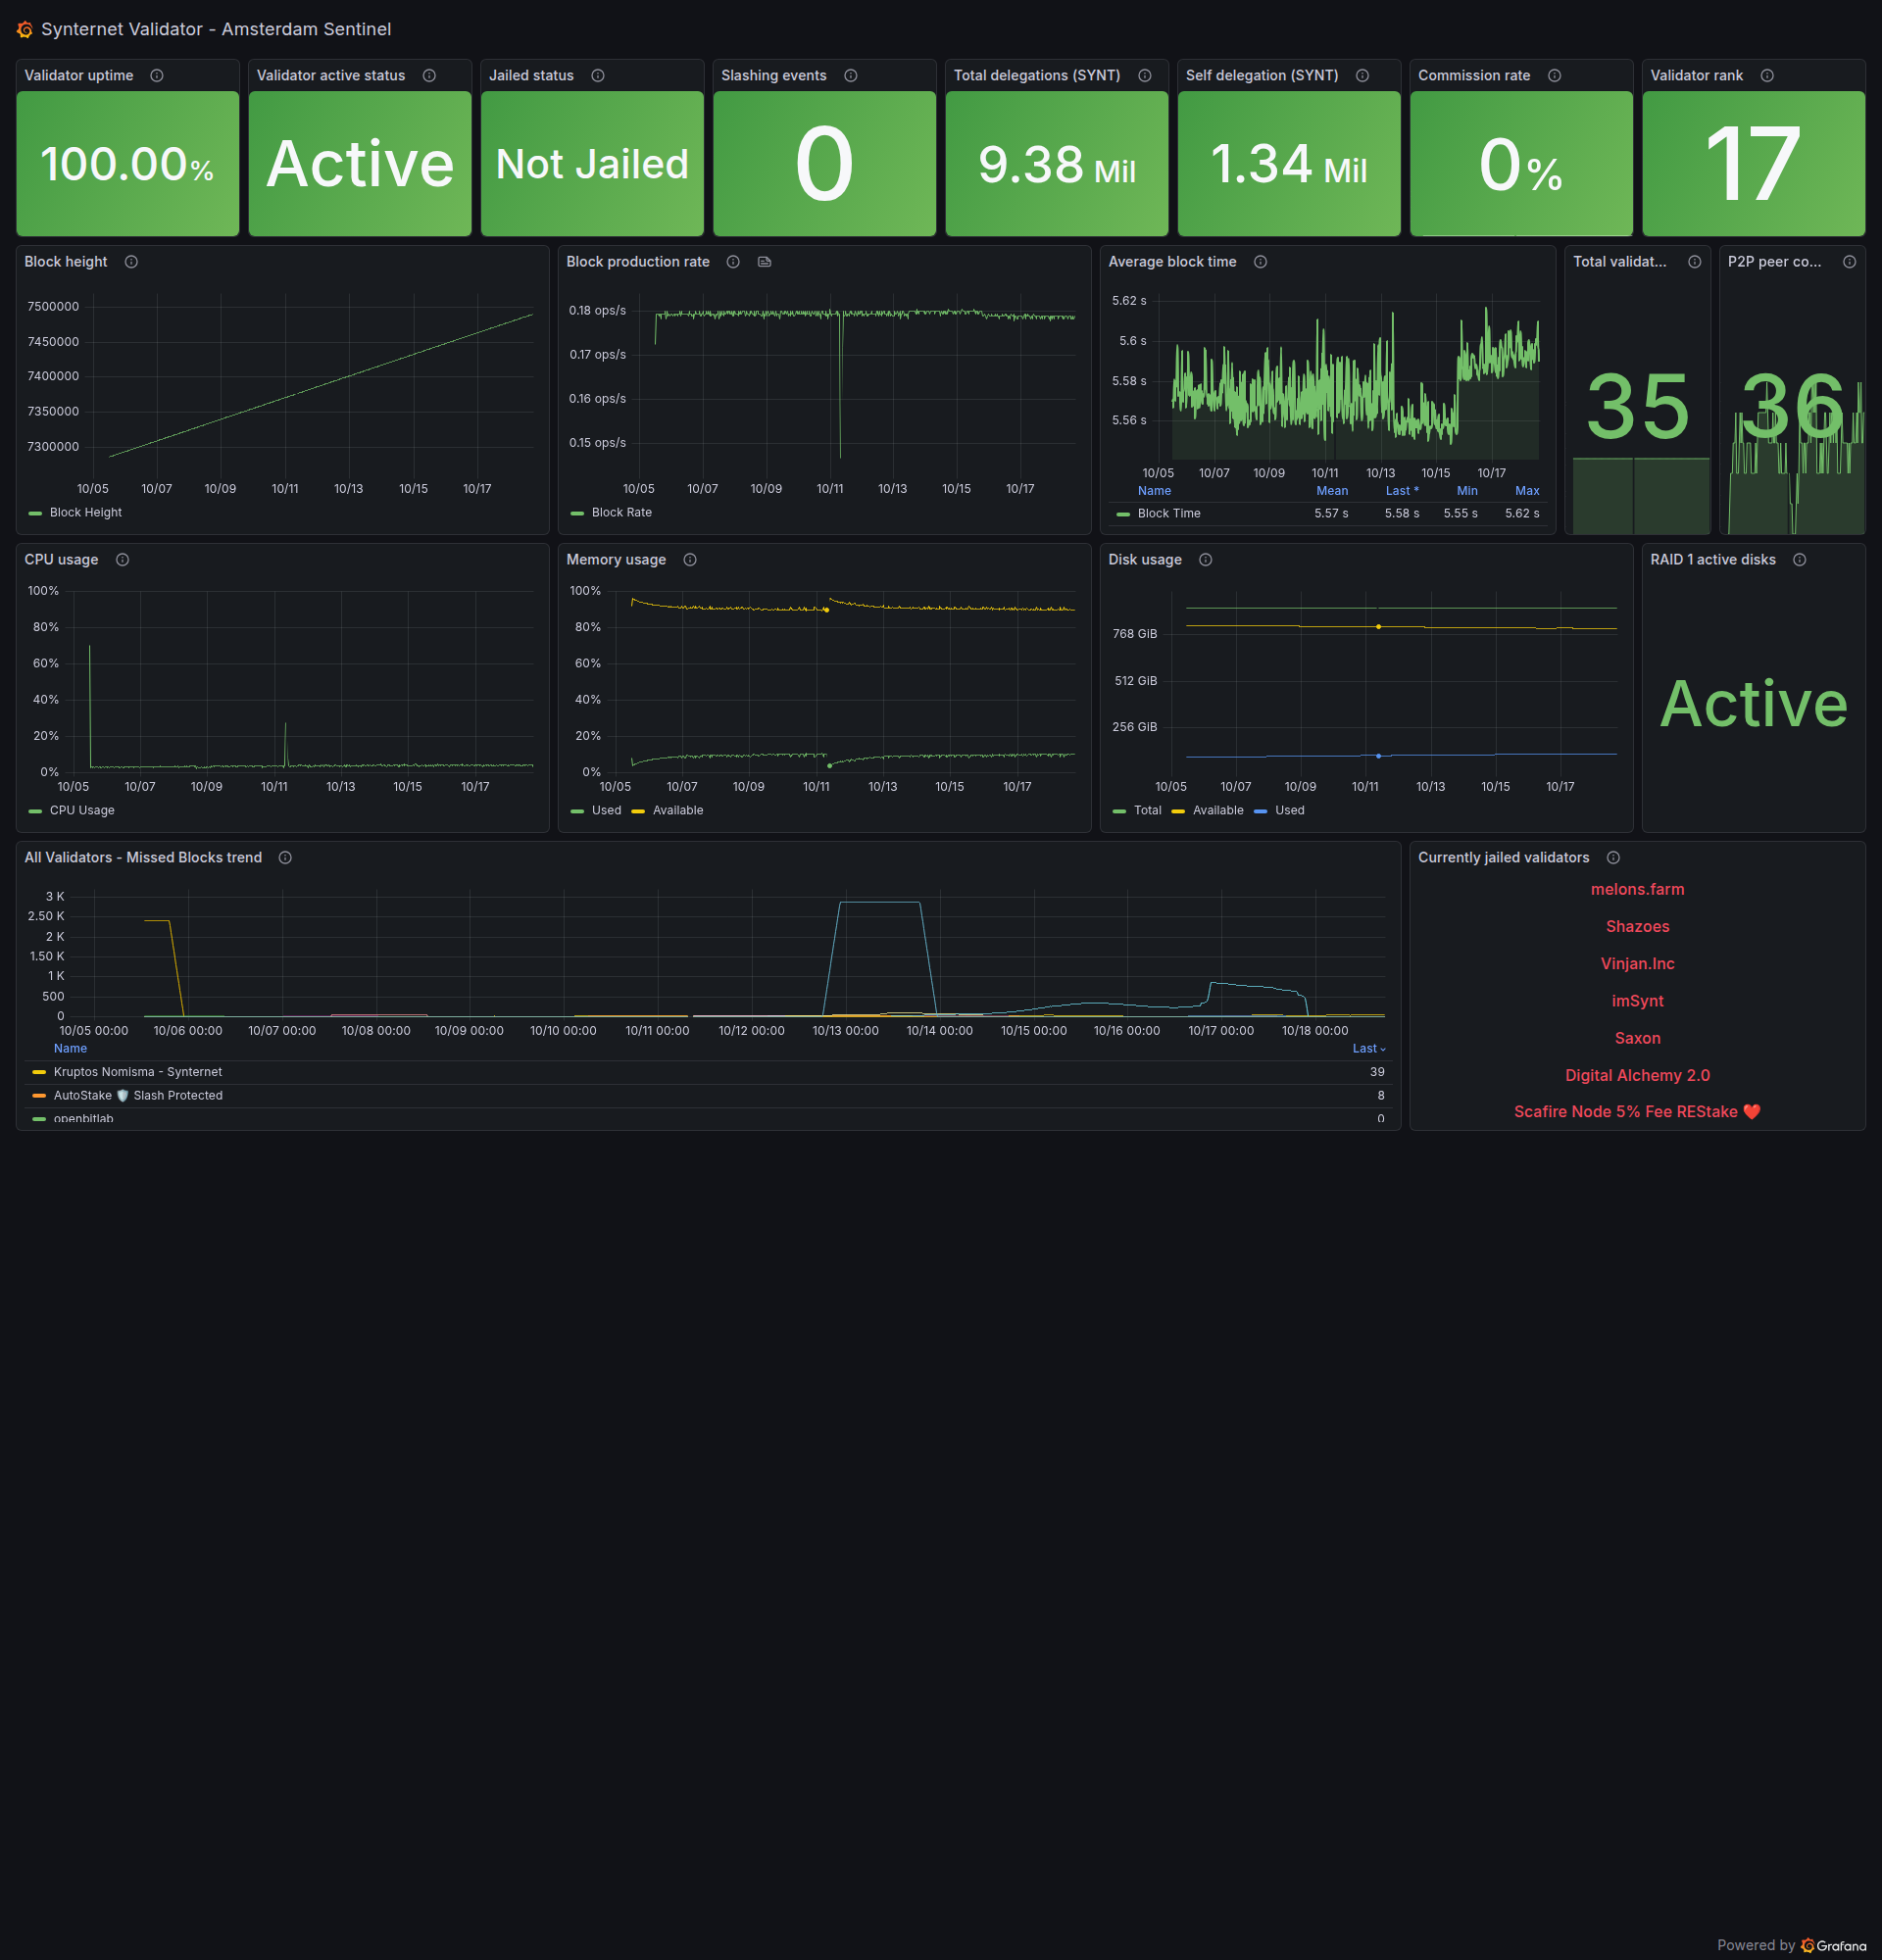 Synternet Validator - Amsterdam Sentinel
Validator uptime
100.00%
Validator active status
Active
Jailed status
Not Jailed
Slashing events
0
Total delegations (SYNT)
9.38 Mil
Self delegation (SYNT)
1.34 Mil
Commission rate
0%
Validator rank
17
Block height
7500000
7450000
7400000
7350000
7300000
10/05 10/07 10/09 10/11 10/13 10/15 10/17
Block Height
Block production rate
0.18 ops/s
0.17 ops/s
0.16 ops/s
0.15 ops/s
10/05 10/07 10/09 10/11 10/13 10/15 10/17
Block Rate
Average block time
5.62 s
5.6 s
5.58 s
5.56 s
10/05 10/07 10/09 10/11 10/13 10/15 10/17
Name Mean Last * Min Max
Block Time 5.57 s 5.58 s 5.55 s 5.62 s
Total validat...
35
P2P peer co...
36
CPU usage
100%
80%
60%
40%
20%
0%
10/05 10/07 10/09 10/11 10/13 10/15 10/17
CPU Usage
Memory usage
100%
80%
60%
40%
20%
0%
10/05 10/07 10/09 10/11 10/13 10/15 10/17
Used Available
Disk usage
768 GiB
512 GiB
256 GiB
10/05 10/07 10/09 10/11 10/13 10/15 10/17
Total Available Used
RAID 1 active disks
Active
All Validators - Missed Blocks trend
3 K
2.50 K
2 K
1.50 K
1 K
500
0
10/05 00:00 10/06 00:00 10/07 00:00 10/08 00:00 10/09 00:00 10/10 00:00 10/11 00:00 10/12 00:00 10/13 00:00 10/14 00:00 10/15 00:00 10/16 00:00 10/17 00:00 10/18 00:00
Name Last
Kruptos Nomisma - Synternet 39
AutoStake 🛡️ Slash Protected 8
openbitlab 0
Currently jailed validators
melons.farm
Shazoes
Vinjan.Inc
imSynt
Saxon
Digital Alchemy 2.0
Scafire Node 5% Fee REStake ❤️
Powered by Grafana